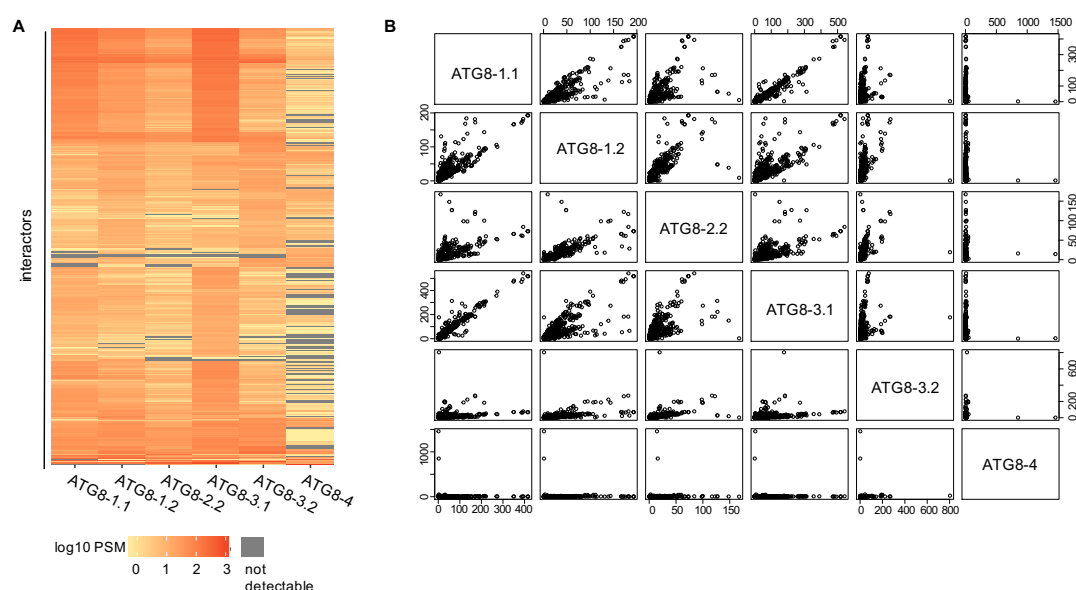 A
interactors
ATG8-1.1
ATG8-1.2
ATG8-2.2
ATG8-3.1
ATG8-3.2
ATG8-4
log10 PSM
0 1 2 3
not
detectable
B
0 50 100 150 200
0 100 300 500
0 500 1000 1500
ATG8-1.1
0 100 300
0 100 200
ATG8-1.2
ATG8-2.2
0 50 100 150
0 200 400
ATG8-3.1
ATG8-3.2
0 200 400 600 800
0 1000
ATG8-4
0 100 200 300 400
0 50 100 150
0 200 400 600 800